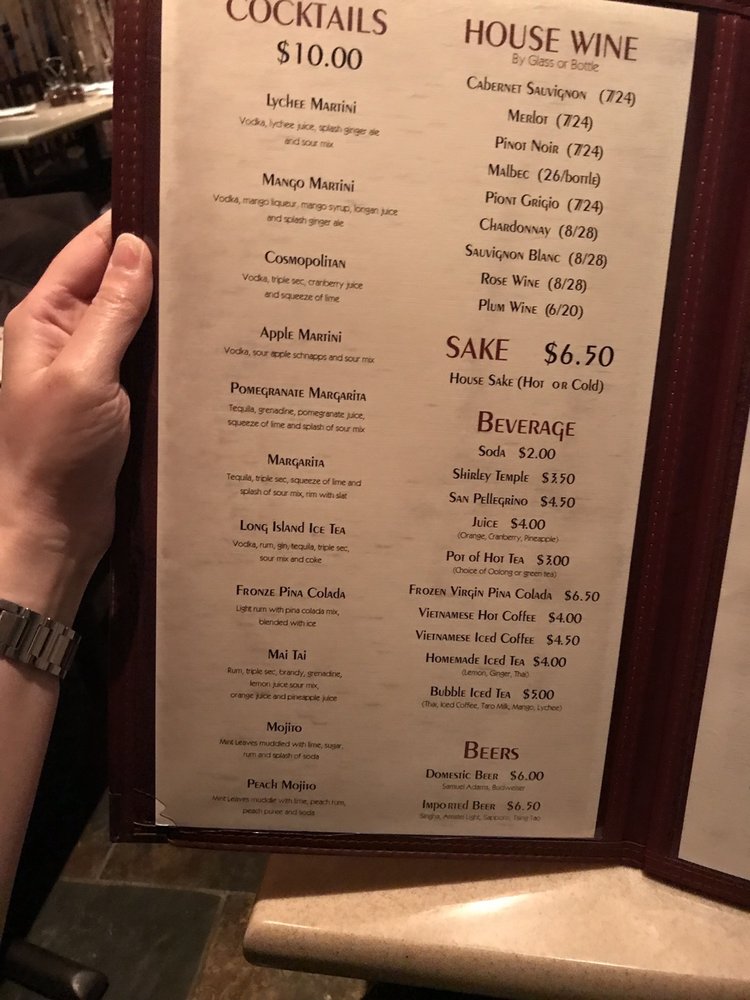 COCKTAILS
$10.00
Lychee Martini
Vodka, lychee juice, splash ginger ale
and sour mix
Mango Martini
Vodka, mango liqueur, mango syrup, longan juice
and splash ginger ale
Cosmopolitan
Vodka, triple sec, cranberry juice
and squeeze of lime
Apple Martini
Vodka, sour apple schnapps and sour mix
Pomegranate Margarita
Tequila, grenadine, pomegranate juice,
squeeze of lime and splash of sour mix
Margarita
Tequila, triple sec, squeeze of lime and
splash of sour mix, rim with slat
Long Island Ice Tea
Vodka, rum, gin, tequila, triple sec,
sour mix and coke
Fronze Pina Colada
Light rum with pina colada mix,
blended with ice
Mai Tai
Rum, triple sec, brandy, grenadine,
lemon juice sour mix,
orange juice and pineapple juice
Mojito
Mint Leaves muddled with lime, sugar,
rum and splash of soda
Peach Mojito
Mint Leaves muddle with lime, peach rum,
peach puree and soda
HOUSE WINE
By Glass or Bottle
Cabernet Sauvignon (7/24)
Merlot (7/24)
Pinot Noir (7/24)
Malbec (26/bottle)
Piont Grigio (7/24)
Chardonnay (8/28)
Sauvignon Blanc (8/28)
Rose Wine (8/28)
Plum Wine (6/20)
SAKE $6.50
House Sake (Hot or Cold)
Beverage
Soda $2.00
Shirley Temple $3.50
San Pellegrino $4.50
Juice $4.00
(Orange, Cranberry, Pineapple)
Pot of Hot Tea $3.00
(Choice of Oolong or green tea)
Frozen Virgin Pina Colada $6.50
Vietnamese Hot Coffee $4.00
Vietnamese Iced Coffee $4.50
Homemade Iced Tea $4.00
(Lemon, Ginger, Thai)
Bubble Iced Tea $5.00
(Thai, Iced Coffee, Taro Milk, Mango, Lychee)
Beers
Domestic Beer $6.00
Samuel Adams, Budweiser
Imported Beer $6.50
Singha, Amstel Light, Sapporo, Tsing Tao